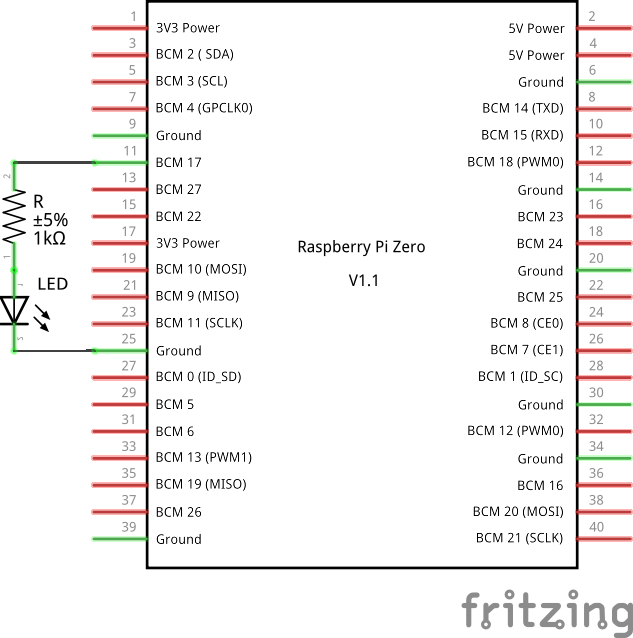 1 3V3 Power
3 BCM 2 ( SDA)
5 BCM 3 (SCL)
7 BCM 4 (GPCLK0)
9 Ground
11 BCM 17
13 BCM 27
15 BCM 22
17 3V3 Power
19 BCM 10 (MOSI)
21 BCM 9 (MISO)
23 BCM 11 (SCLK)
25 Ground
27 BCM 0 (ID_SD)
29 BCM 5
31 BCM 6
33 BCM 13 (PWM1)
35 BCM 19 (MISO)
37 BCM 26
39 Ground
2
R
±5%
1kΩ
1
LED
Raspberry Pi Zero
V1.1
5V Power 2
5V Power 4
Ground 6
BCM 14 (TXD) 8
BCM 15 (RXD) 10
BCM 18 (PWM0) 12
Ground 14
BCM 23 16
BCM 24 18
Ground 20
BCM 25 22
BCM 8 (CE0) 24
BCM 7 (CE1) 26
BCM 1 (ID_SC) 28
Ground 30
BCM 12 (PWM0) 32
Ground 34
BCM 16 36
BCM 20 (MOSI) 38
BCM 21 (SCLK) 40
fritzing